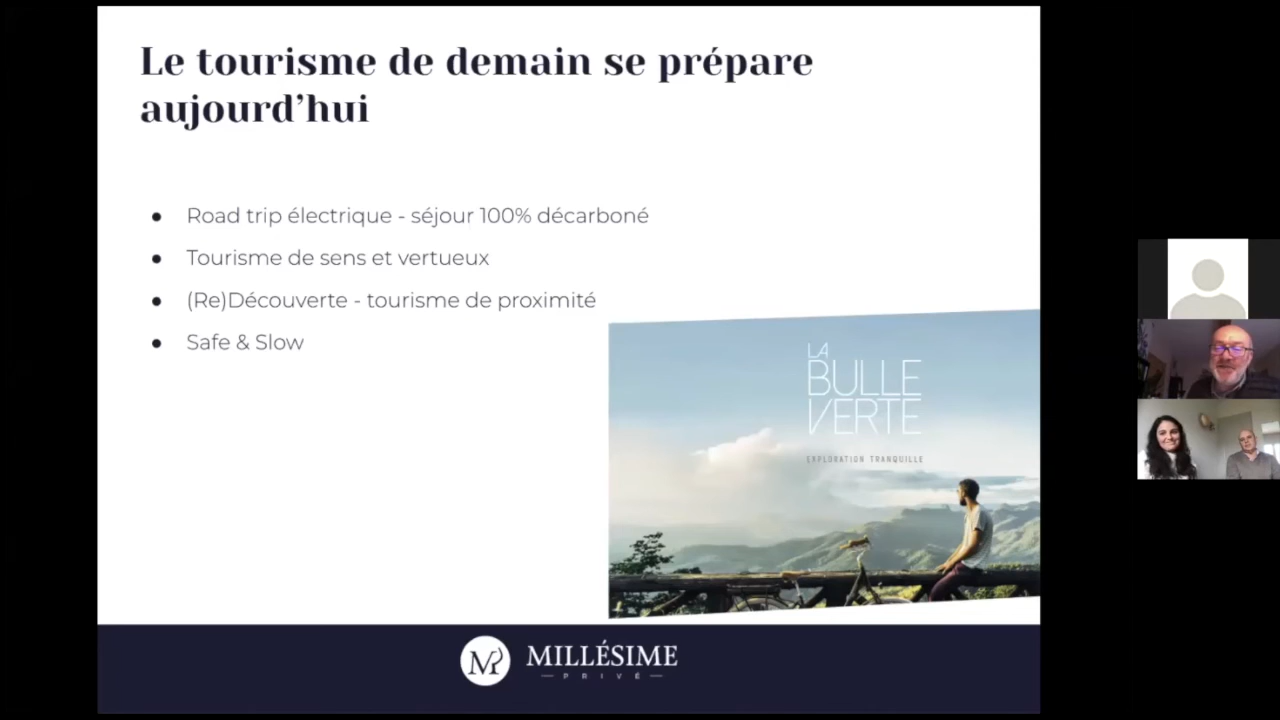 Le tourisme de demain se prépare
aujourd’hui
● Road trip électrique - séjour 100% décarboné
● Tourisme de sens et vertueux
● (Re)Découverte - tourisme de proximité
● Safe & Slow
LA
BULLE
VERTE
EXPLORATION TRANQUILLE
MP
MILLÉSIME
— PRIVÉ —